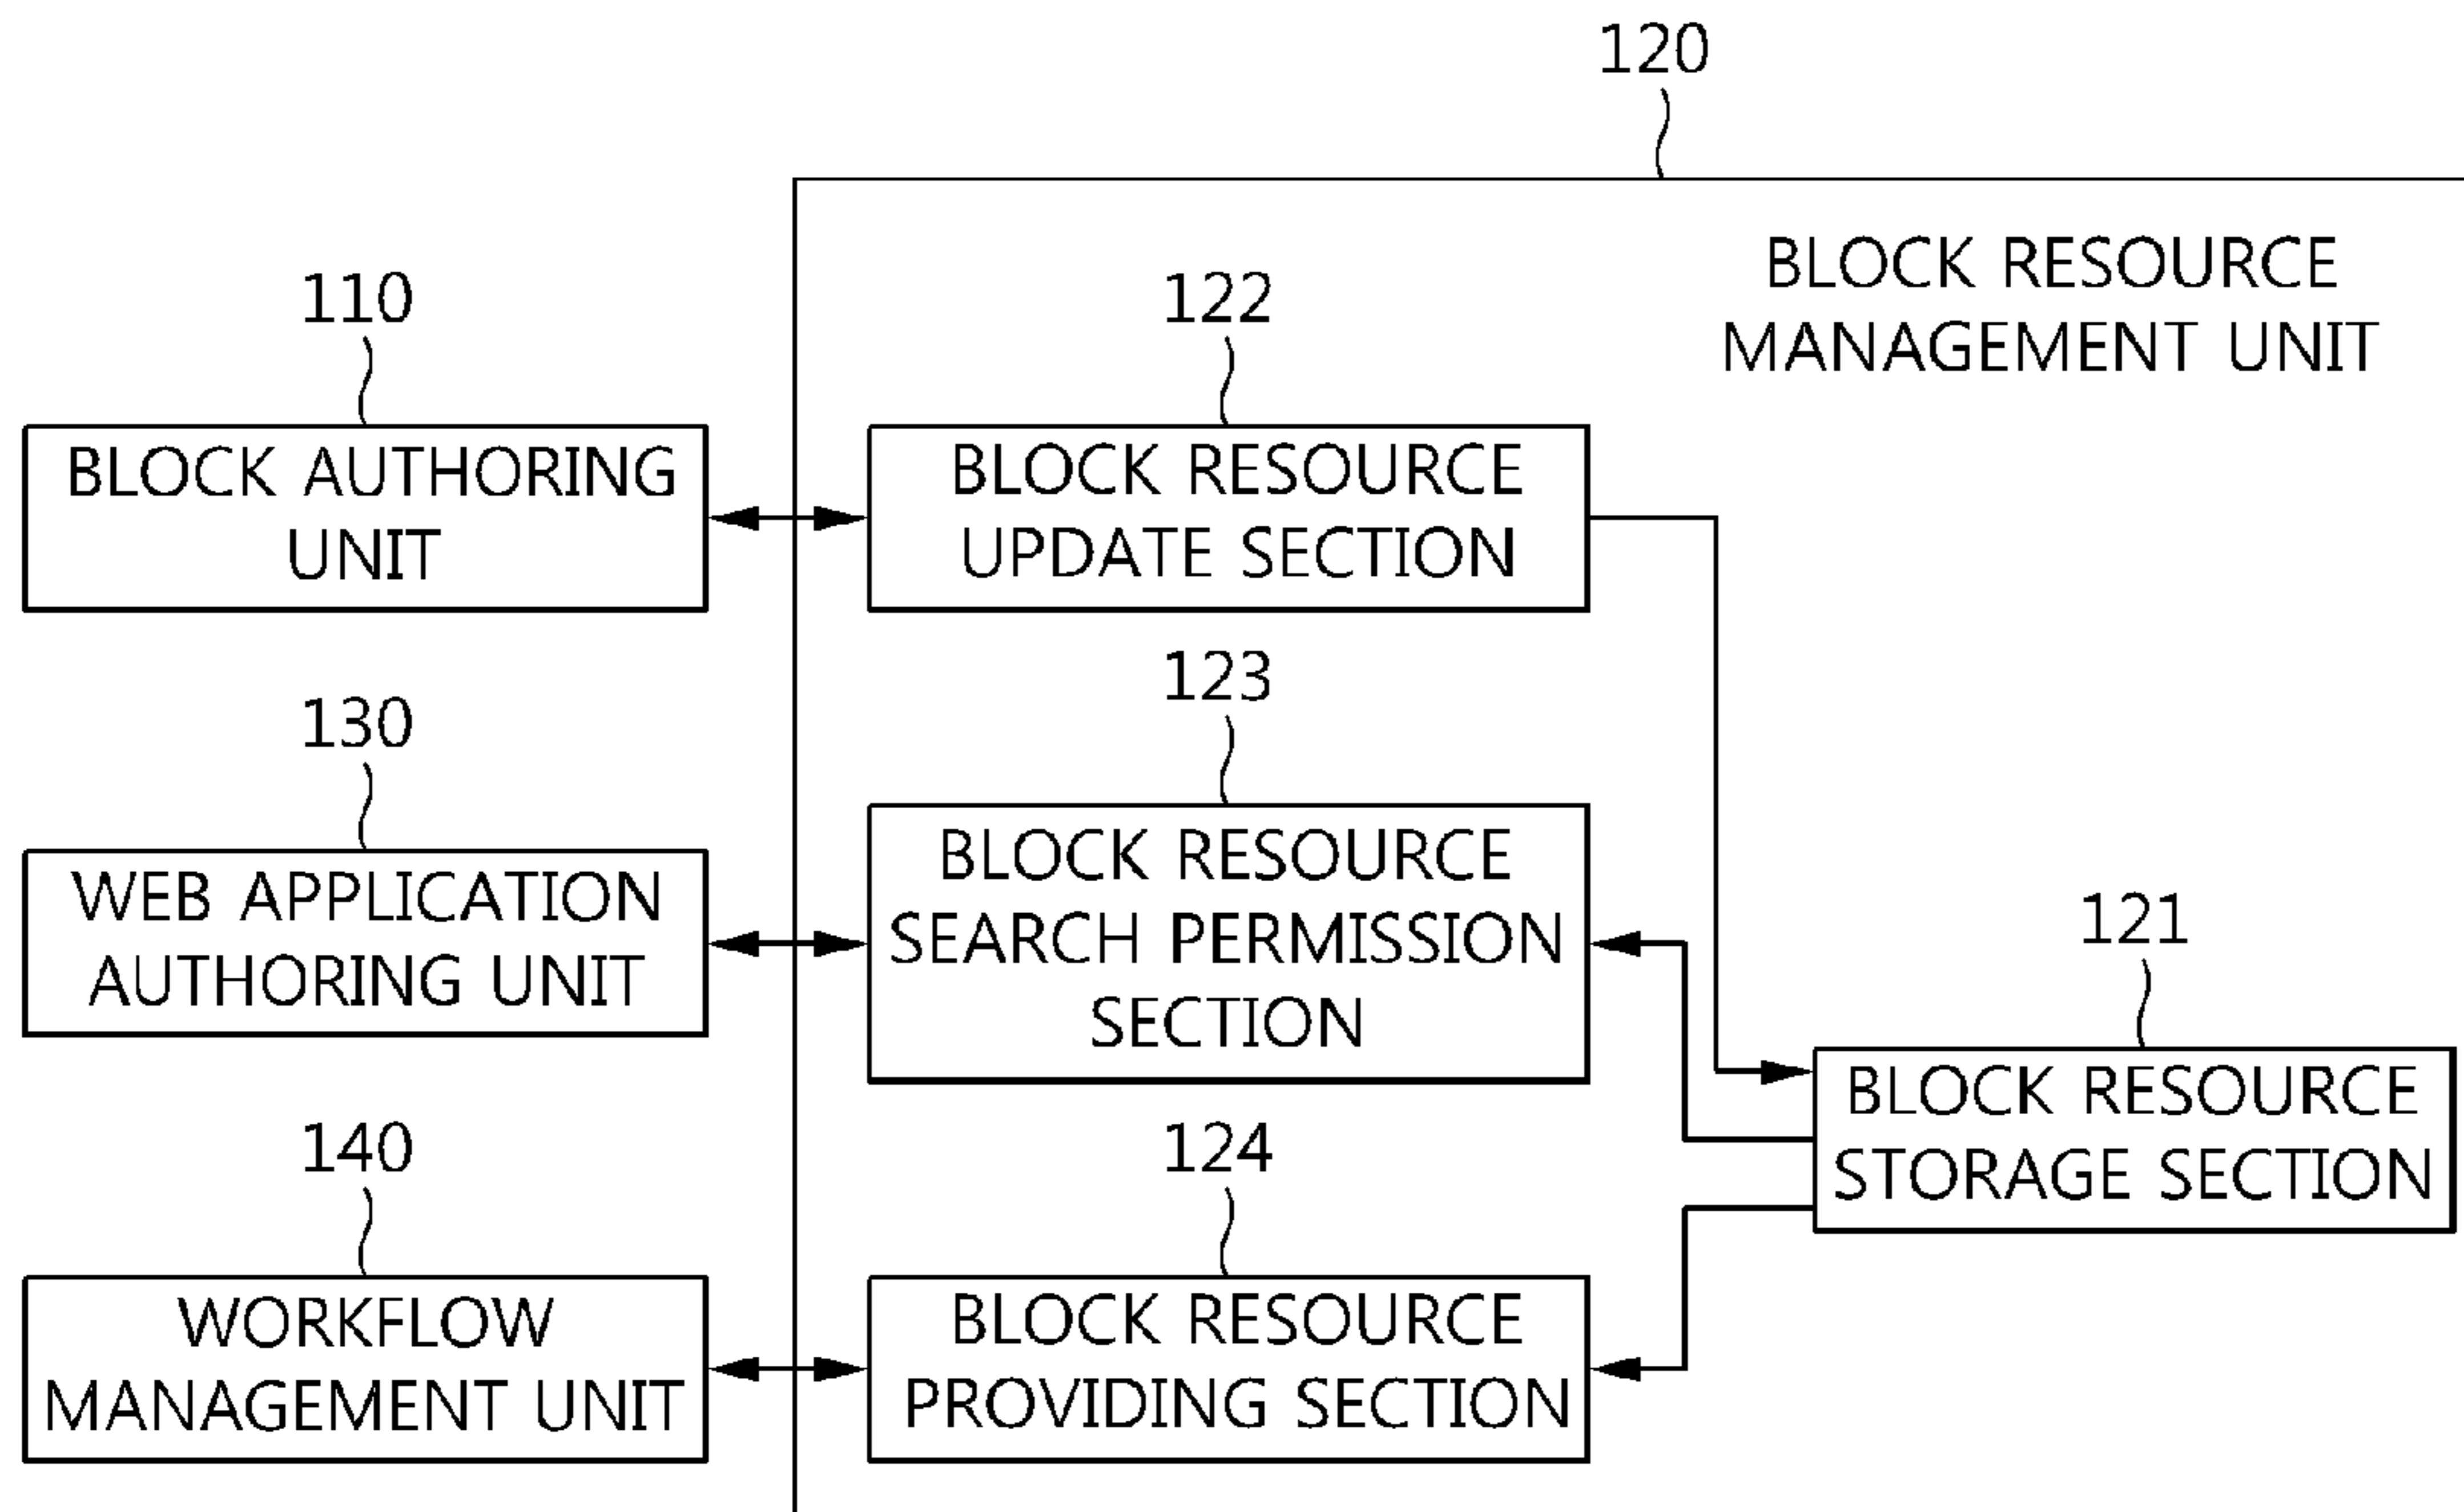 120
BLOCK RESOURCE
MANAGEMENT UNIT
110
BLOCK AUTHORING
UNIT
122
BLOCK RESOURCE
UPDATE SECTION
130
WEB APPLICATION
AUTHORING UNIT
123
BLOCK RESOURCE
SEARCH PERMISSION
SECTION
121
BLOCK RESOURCE
STORAGE SECTION
140
WORKFLOW
MANAGEMENT UNIT
124
BLOCK RESOURCE
PROVIDING SECTION